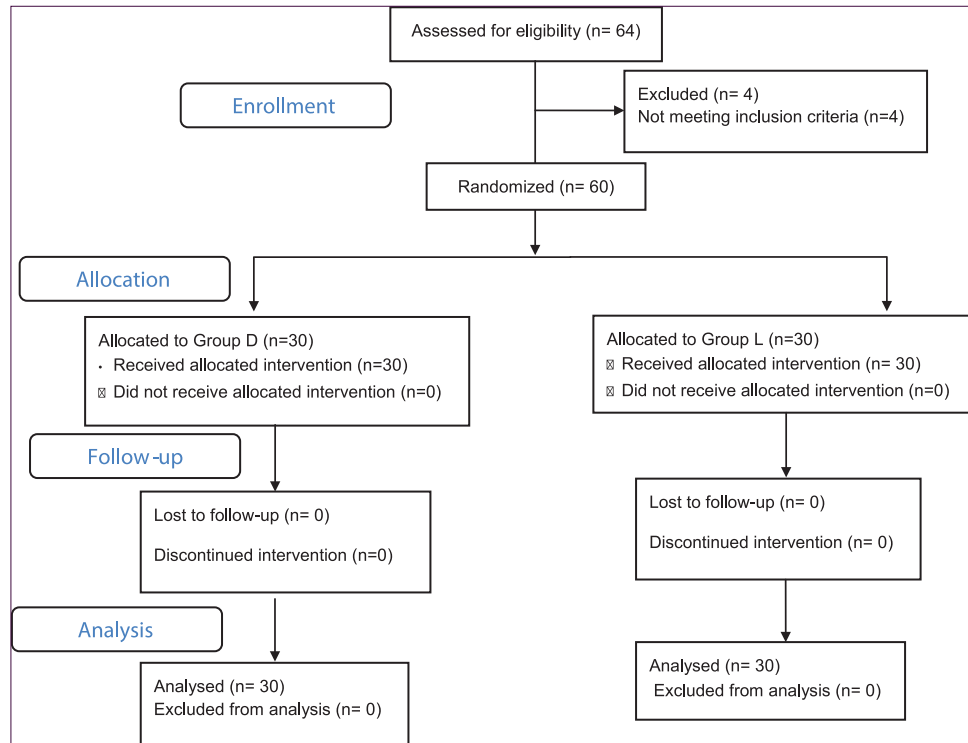 Assessed for eligibility (n= 64)
Enrollment
Excluded (n= 4)
Not meeting inclusion criteria (n=4)
Randomized (n= 60)
Allocation
Allocated to Group D (n=30)
· Received allocated intervention (n=30)
Did not receive allocated intervention (n=0)
Allocated to Group L (n=30)
Received allocated intervention (n= 30)
Did not receive allocated intervention (n=0)
Follow-up
Lost to follow-up (n= 0)
Discontinued intervention (n=0)
Lost to follow-up (n= 0)
Discontinued intervention (n= 0)
Analysis
Analysed (n= 30)
Excluded from analysis (n= 0)
Analysed (n= 30)
Excluded from analysis (n= 0)